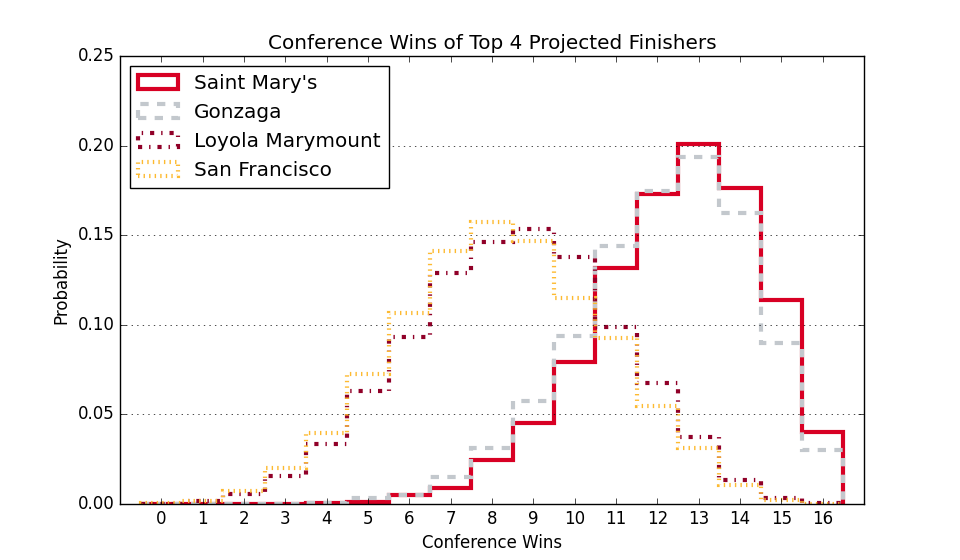 Conference Wins of Top 4 Projected Finishers
0.25
0.20
0.15
0.10
0.05
0.00
Probability
Saint Mary's
Gonzaga
Loyola Marymount
San Francisco
0 1 2 3 4 5 6 7 8 9 10 11 12 13 14 15 16
Conference Wins